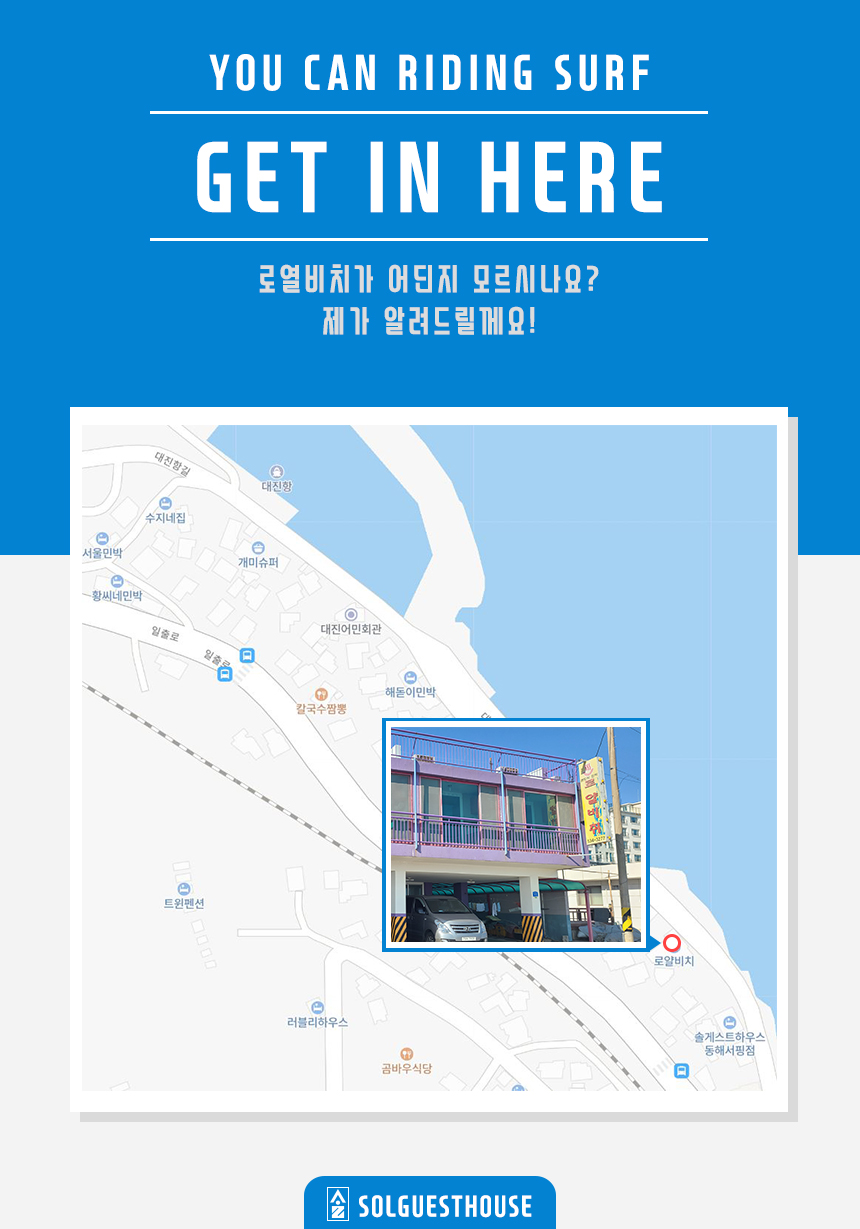 YOU CAN RIDING SURF
GET IN HERE
로열비치가 어딘지 모르시나요?
제가 알려드릴께요!
대진항길
대진항
수지네집
서울민박
개미슈퍼
황씨네민박
대진어민회관
일출로
일출로
해돋이민박
칼국수짬뽕
로얄비취
트윈펜션
로얄비치
러블리하우스
솔게스트하우스
동해서핑점
곰바우식당
SOLGUESTHOUSE